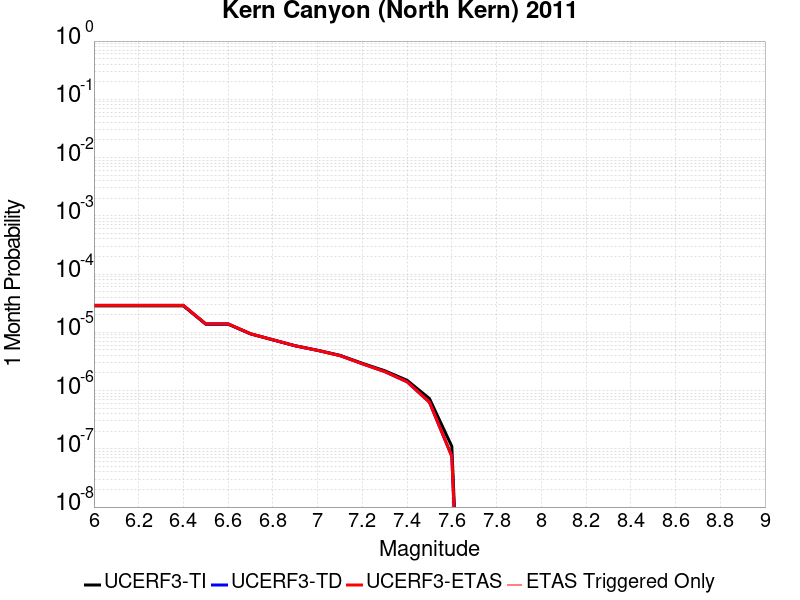 Kern Canyon (North Kern) 2011
10^0
10^-1
10^-2
10^-3
10^-4
10^-5
10^-6
10^-7
10^-8
1 Month Probability
6 6.2 6.4 6.6 6.8 7 7.2 7.4 7.6 7.8 8 8.2 8.4 8.6 8.8 9
Magnitude
UCERF3-TI UCERF3-TD UCERF3-ETAS ETAS Triggered Only